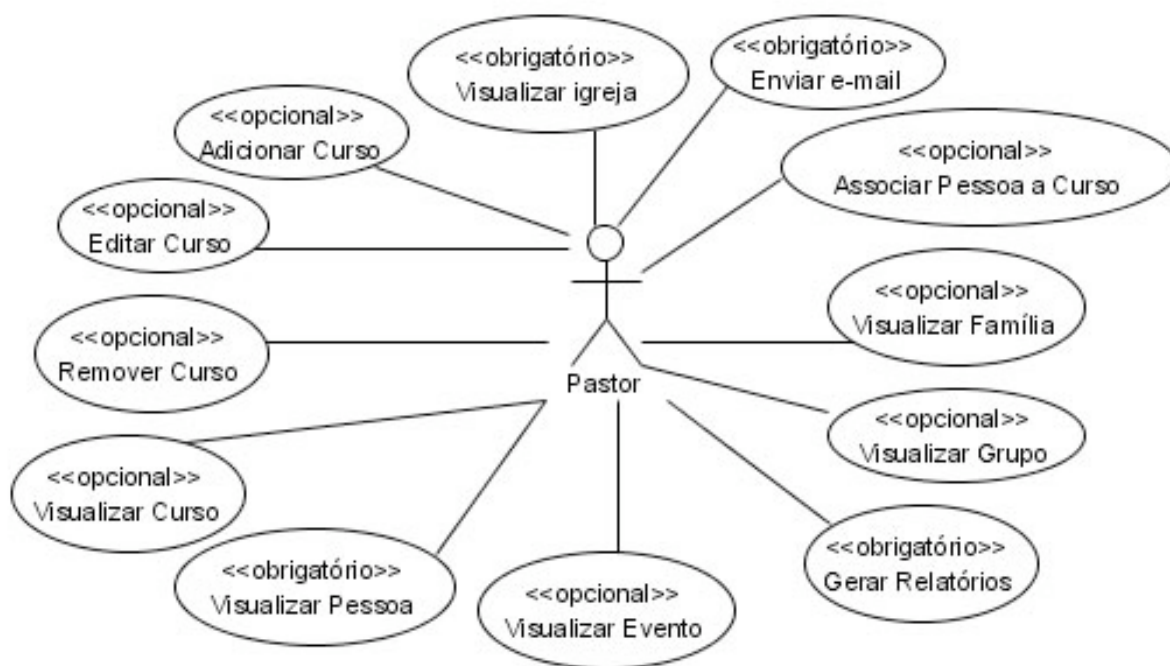 <<obrigatório>>
Visualizar igreja
<<obrigatório>>
Enviar e-mail
<<opcional>>
Adicionar Curso
<<opcional>>
Associar Pessoa a Curso
<<opcional>>
Editar Curso
<<opcional>>
Visualizar Família
<<opcional>>
Remover Curso
Pastor
<<opcional>>
Visualizar Grupo
<<opcional>>
Visualizar Curso
<<obrigatório>>
Gerar Relatórios
<<obrigatório>>
Visualizar Pessoa
<<opcional>>
Visualizar Evento